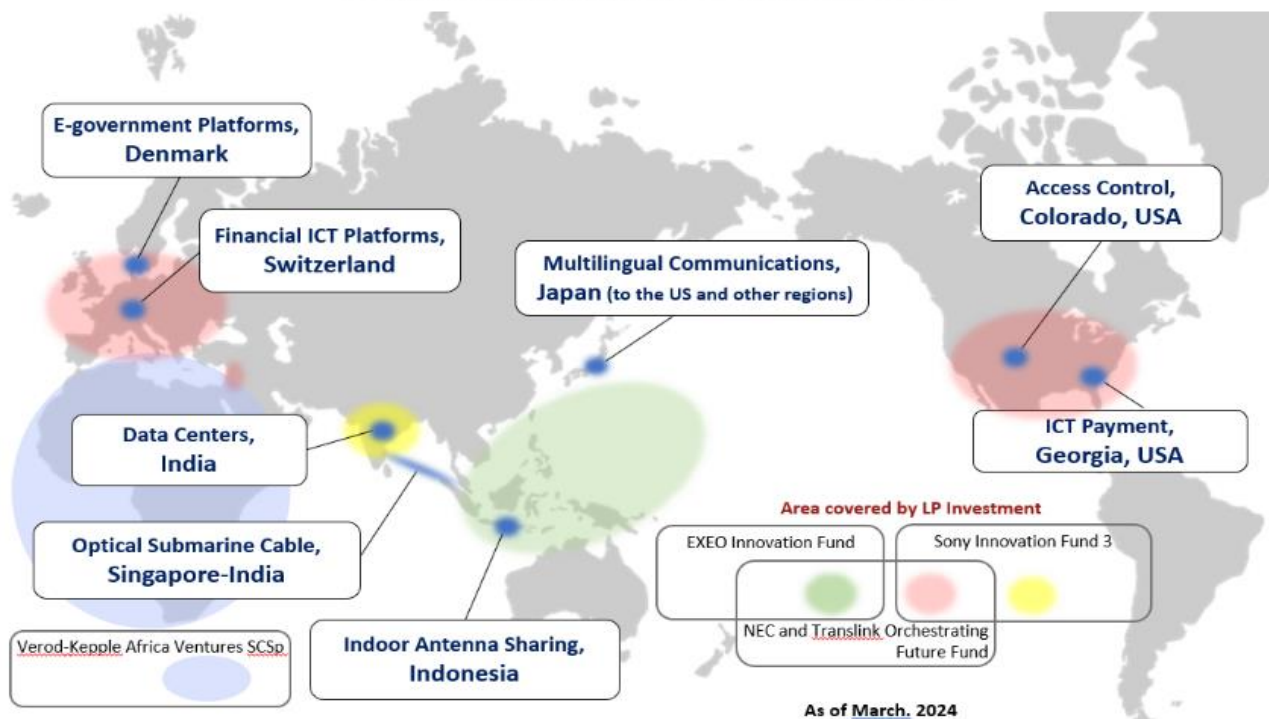 E-government Platforms,
Denmark
Financial ICT Platforms,
Switzerland
Multilingual Communications,
Japan (to the US and other regions)
Access Control,
Colorado, USA
Data Centers,
India
ICT Payment,
Georgia, USA
Optical Submarine Cable,
Singapore-India
Indoor Antenna Sharing,
Indonesia
Area covered by LP Investment
EXEO Innovation Fund
Sony Innovation Fund 3
NEC and Translink Orchestrating
Future Fund
Verod-Kepple Africa Ventures SCSp
As of March. 2024